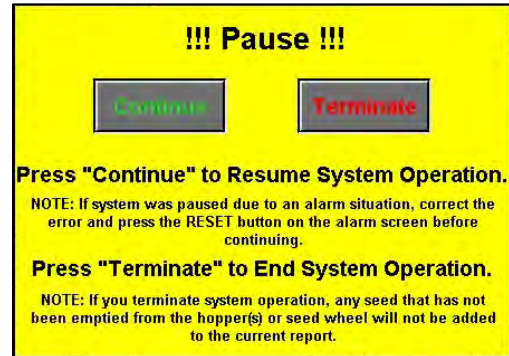 !!! Pause !!!
Continue Terminate
Press "Continue" to Resume System Operation.
NOTE: If system was paused due to an alarm situation, correct the
error and press the RESET button on the alarm screen before
continuing.
Press "Terminate" to End System Operation.
NOTE: If you terminate system operation, any seed that has not
been emptied from the hopper(s) or seed wheel will not be added
to the current report.